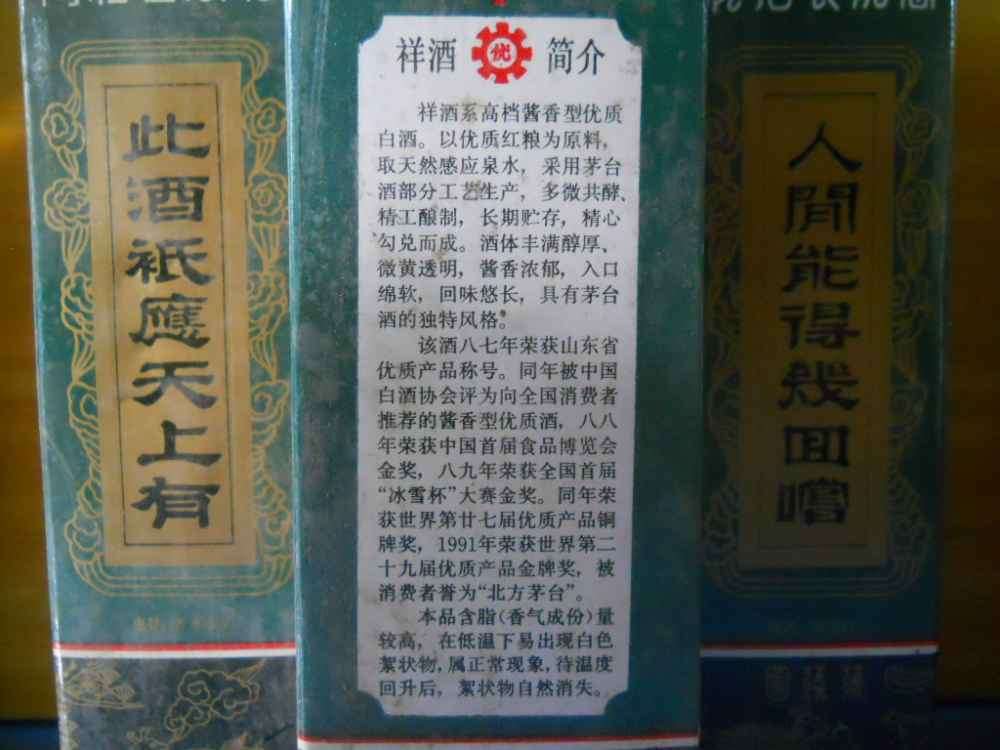 此酒祇應天上有
祥酒 优 简介
祥酒系高档酱香型优质
白酒。以优质红粮为原料，
取天然感应泉水，采用茅台
酒部分工艺生产，多微共酵、
精工酿制，长期贮存，精心
勾兑而成。酒体丰满醇厚、
微黄透明，酱香浓郁，入口
绵软，回味悠长，具有茅台
酒的独特风格。
该酒八七年荣获山东省
优质产品称号。同年被中国
白酒协会评为向全国消费者
推荐的酱香型优质酒，八八
年荣获中国首届食品博览会
金奖，八九年荣获全国首届
“冰雪杯”大赛金奖。同年荣
获世界第廿七届优质产品铜
牌奖，1991年荣获世界第二
十九届优质产品金牌奖，被
消费者誉为“北方茅台”。
本品含脂(香气成份)量
较高，在低温下易出现白色
絮状物，属正常现象，待温度
回升后，絮状物自然消失。
人間能得幾回嚐